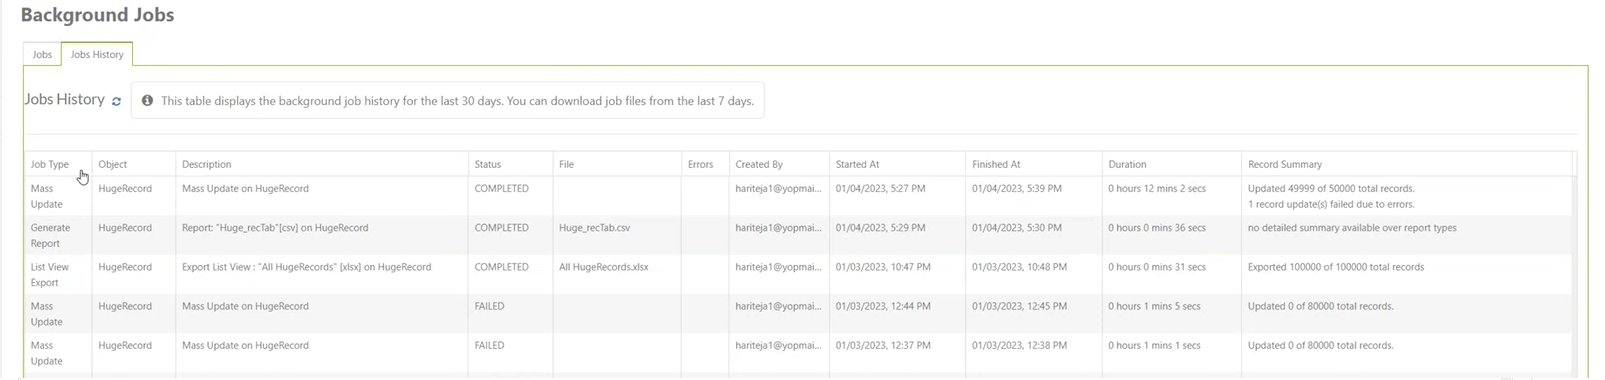 Background Jobs
Jobs Jobs History
Jobs History This table displays the background job history for the last 30 days. You can download job files from the last 7 days.
Job Type Object Description Status File Errors Created By Started At Finished At Duration Record Summary
Mass HugeRecord Mass Update on HugeRecord COMPLETED hariteja1@yopmai... 01/04/2023, 5:27 PM 01/04/2023, 5:39 PM 0 hours 12 mins 2 secs Updated 49999 of 50000 total records.
Update 1 record update(s) failed due to errors.
Generate HugeRecord Report: "Huge_recTab"[csv] on HugeRecord COMPLETED Huge_recTab.csv hariteja1@yopmai... 01/04/2023, 5:29 PM 01/04/2023, 5:30 PM 0 hours 0 mins 36 secs no detailed summary available over report types
Report
List View HugeRecord Export List View : "All HugeRecords" [xlsx] on HugeRecord COMPLETED All HugeRecords.xlsx hariteja1@yopmai... 01/03/2023, 10:47 PM 01/03/2023, 10:48 PM 0 hours 0 mins 31 secs Exported 100000 of 100000 total records
Export
Mass HugeRecord Mass Update on HugeRecord FAILED hariteja1@yopmai... 01/03/2023, 12:44 PM 01/03/2023, 12:45 PM 0 hours 1 mins 5 secs Updated 0 of 80000 total records.
Update
Mass HugeRecord Mass Update on HugeRecord FAILED hariteja1@yopmai... 01/03/2023, 12:37 PM 01/03/2023, 12:38 PM 0 hours 1 mins 1 secs Updated 0 of 80000 total records.
Update